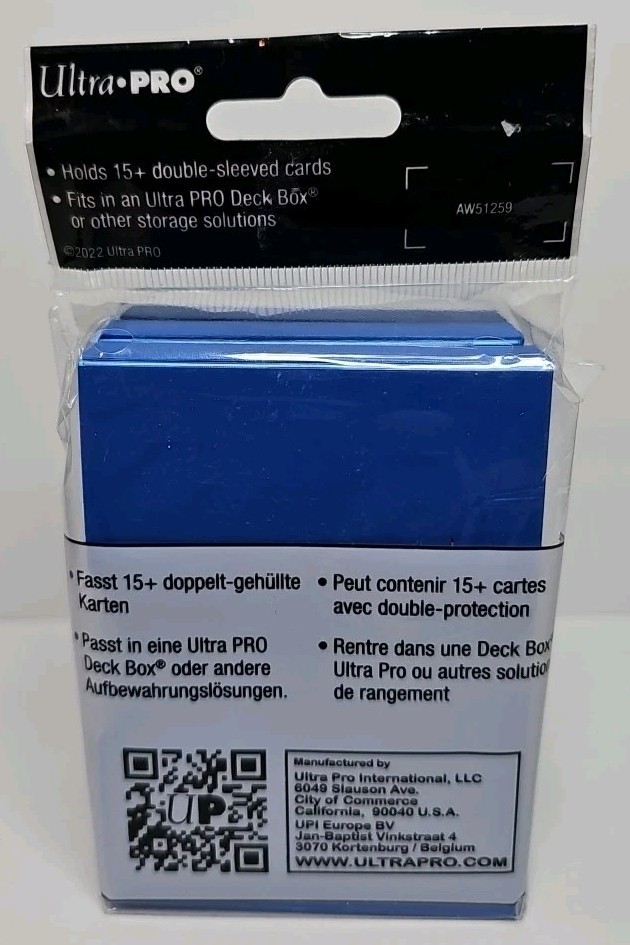 Ultra•PRO®
• Holds 15+ double-sleeved cards
• Fits in an Ultra PRO Deck Box®
or other storage solutions
©2022 Ultra PRO
AW51259
• Fasst 15+ doppelt-gehüllte
Karten
• Passt in eine Ultra PRO
Deck Box® oder andere
Aufbewahrungslösungen.
• Peut contenir 15+ cartes
avec double-protection
• Rentre dans une Deck Box
Ultra Pro ou autres solutio
de rangement
UP
Manufactured by
Ultra Pro International, LLC
6049 Slauson Ave.
City of Commerce
California, 90040 U.S.A.
UPI Europe BV
Jan-Baptist Vinkstraat 4
3070 Kortenburg / Belgium
WWW.ULTRAPRO.COM